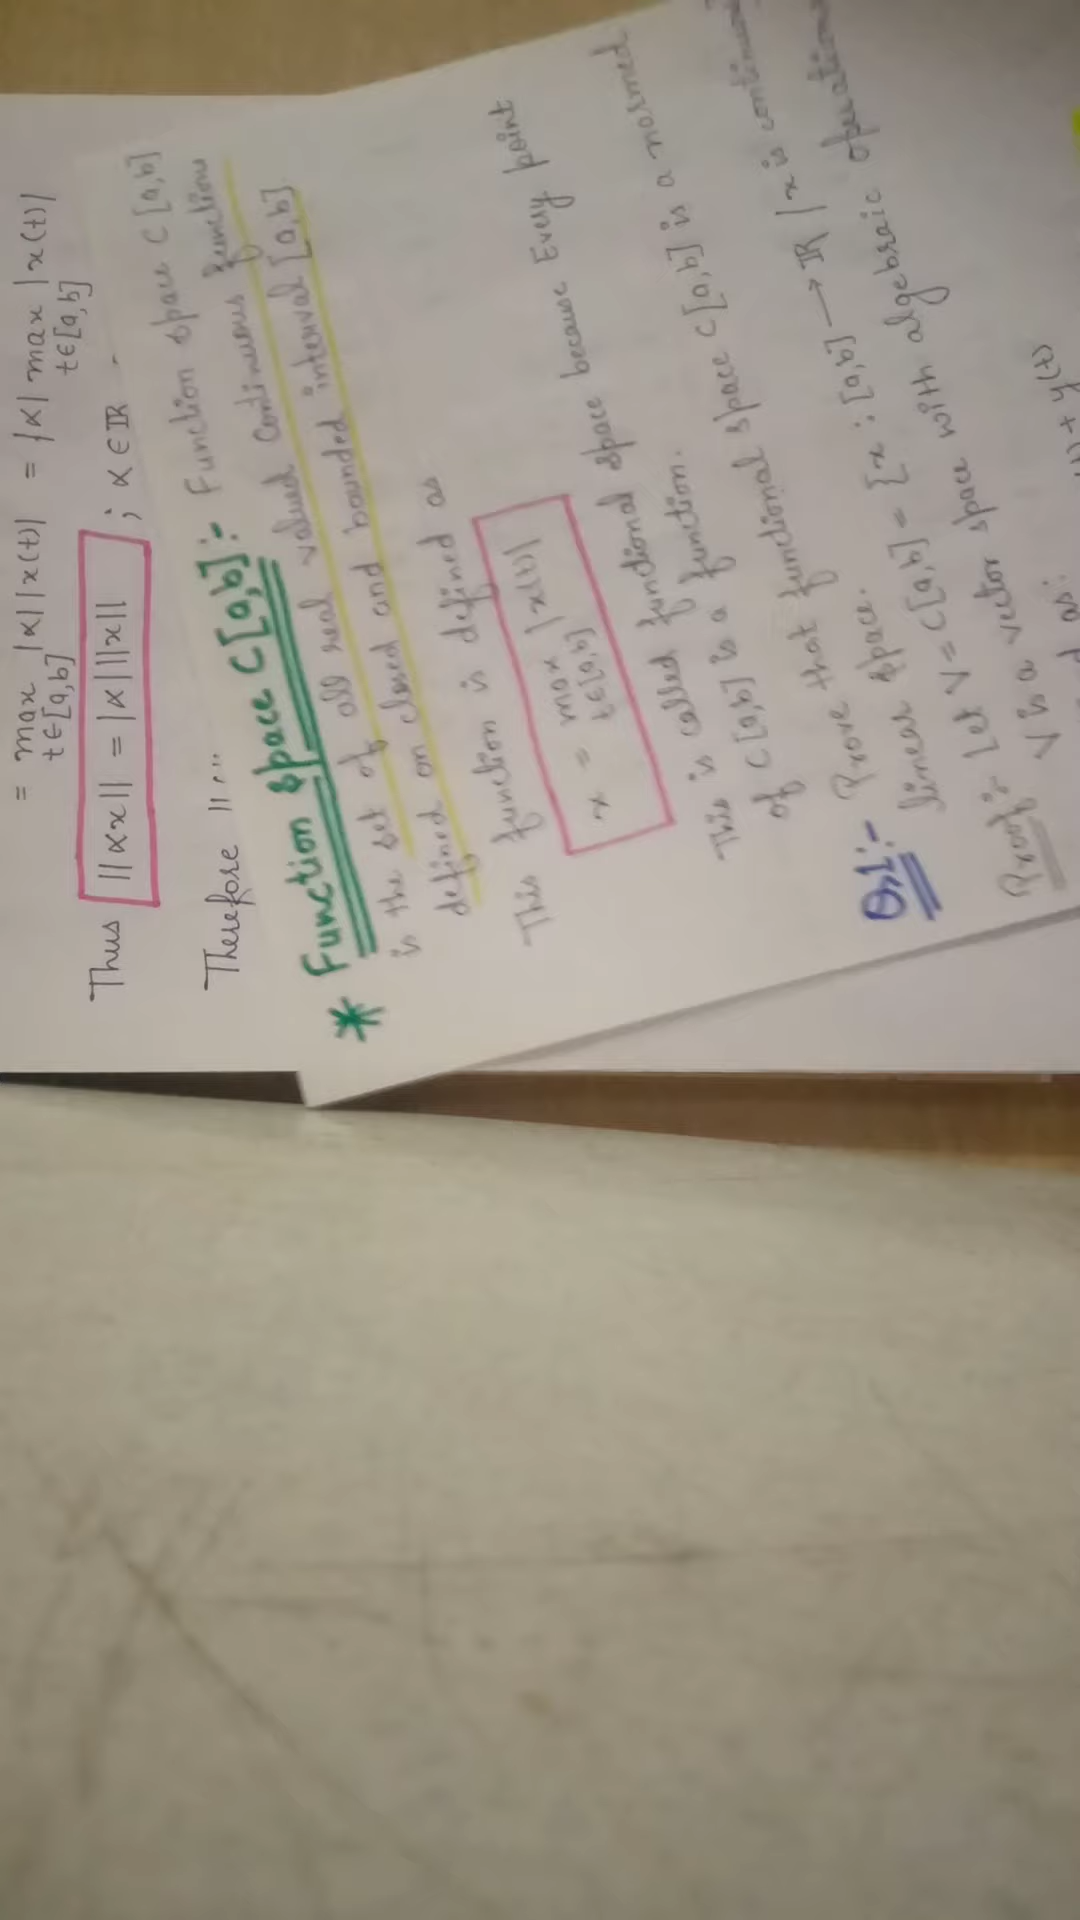 = max |α| |x(t)| = |α| max |x(t)|
t∈[a,b] t∈[a,b]
Thus ||αx|| = |α| ||x|| ; α ∈ ℝ
Therefore ||
* Function space C[a,b]:- Function space C[a,b]
is the set of all real valued continuous function
defined on closed and bounded interval [a,b].
This function is defined as
x = max |x(t)|
t∈[a,b]
This is called functional space because Every point
of C[a,b] is a function.
Q.1:- Prove that functional space C[a,b] is a normed
linear space.
Proof:- Let V = C[a,b] = {x : [a,b] → ℝ | x is
V is a vector space with algebraic operations
as:
+ y(t)